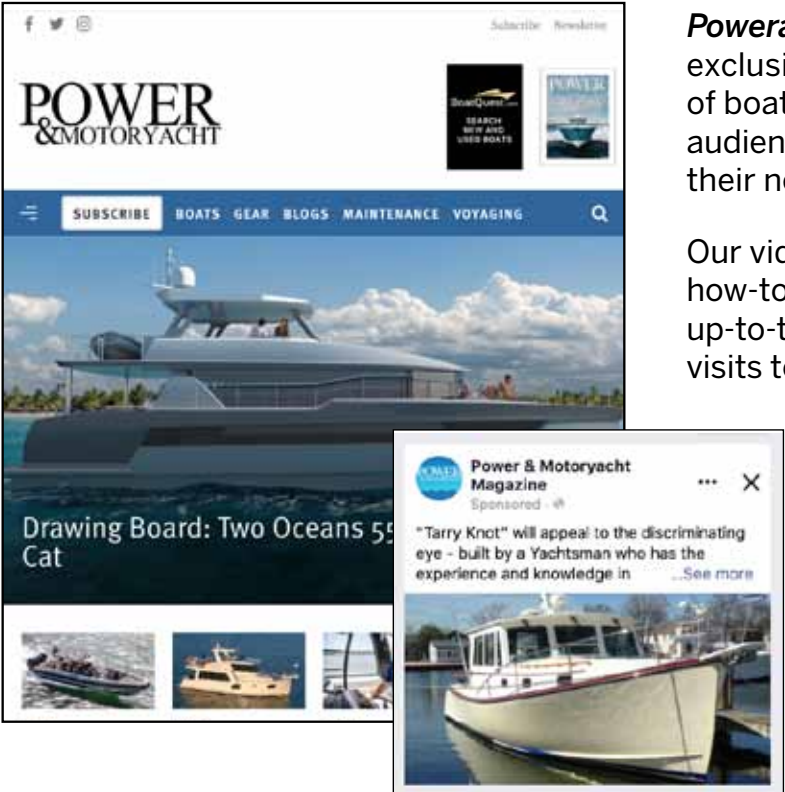 Subscribe Newsletter
POWER
&MOTORYACHT
BoatQuest.com
SEARCH
NEW AND
USED BOATS
POWER
SUBSCRIBE BOATS GEAR BLOGS MAINTENANCE VOYAGING
Drawing Board: Two Oceans 55
Cat
Powera
exclusi
of boat
audien
their ne
Our vid
how-to
up-to-t
visits to
POWER
Power & Motoryacht
Magazine
Sponsored
"Tarry Knot" will appeal to the discriminating
eye - built by a Yachtsman who has the
experience and knowledge in ...See more